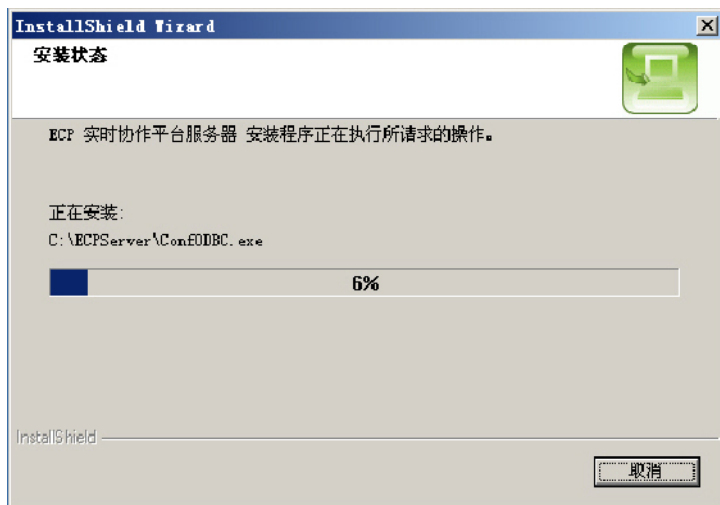 InstallShield Wizard
安装状态
ECP 实时协作平台服务器 安装程序正在执行所请求的操作。
正在安装:
C:\ECPServer\ConfODBC.exe
6%
InstallShield
取消